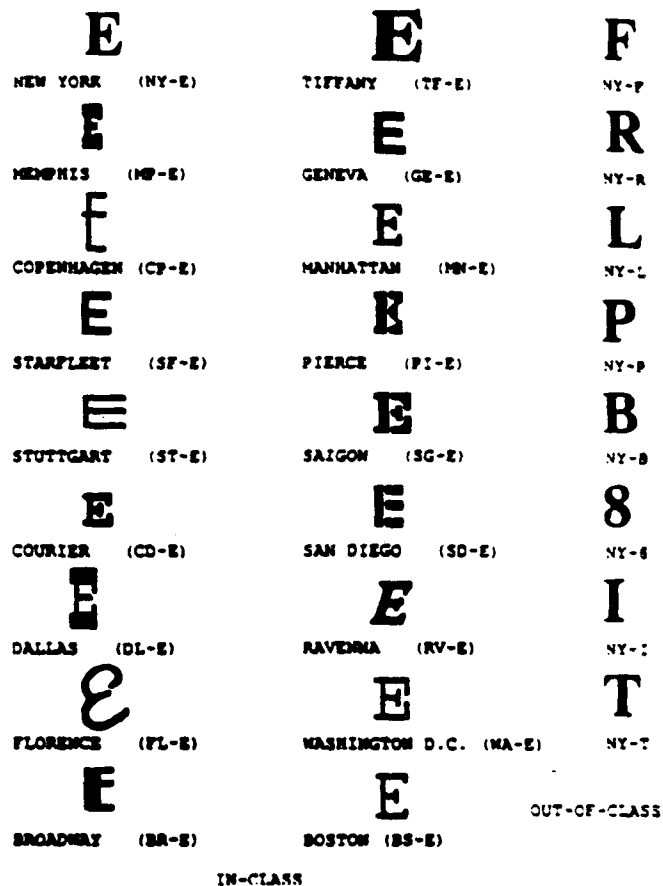 E E F
NEW YORK (NY-E) TIFFANY (TF-E) NY-F
E E R
MEMPHIS (MP-E) GENEVA (GE-E) NY-R
E E L
COPENHAGEN (CP-E) MANHATTAN (MN-E) NY-L
E E P
STARFLEET (SF-E) PIERCE (PI-E) NY-P
E E B
STUTTGART (ST-E) SAIGON (SG-E) NY-B
E E 8
COURIER (CD-E) SAN DIEGO (SD-E) NY-8
E E I
DALLAS (DL-E) RAVENNA (RV-E) NY-I
E E T
FLORENCE (FL-E) WASHINGTON D.C. (WA-E) NY-T
E E
BROADWAY (BR-E) BOSTON (BS-E) OUT-OF-CLASS
IN-CLASS